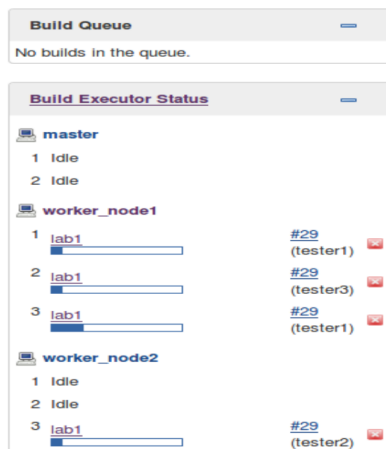 Build Queue
No builds in the queue.
Build Executor Status
master
1 Idle
2 Idle
worker_node1
1 lab1 #29
(tester1)
2 lab1 #29
(tester3)
3 lab1 #29
(tester1)
worker_node2
1 Idle
2 Idle
3 lab1 #29
(tester2)